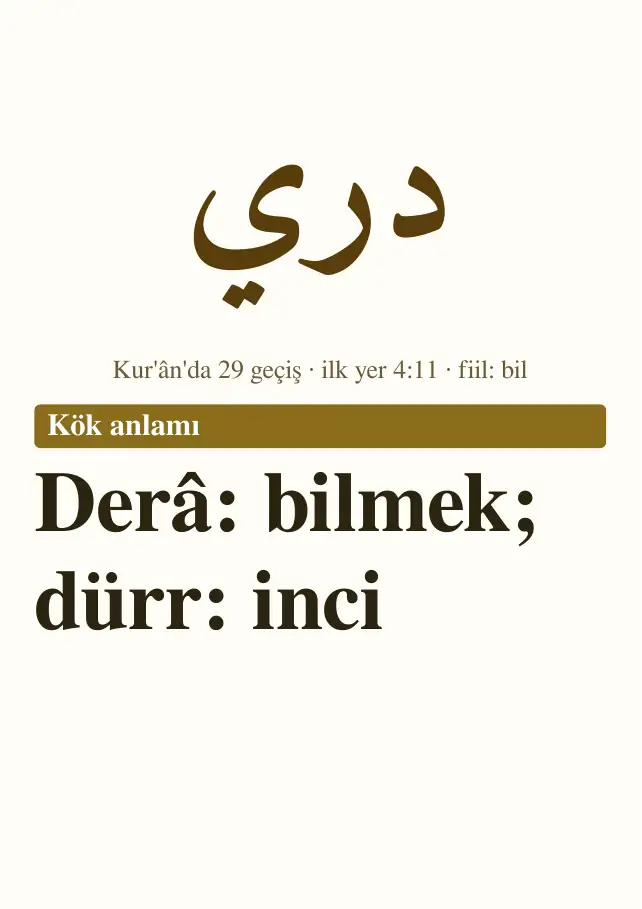 دري
Kur'ân'da 29 geçiş · ilk yer 4:11 · fiil: bil
Kök anlamı
Derâ: bilmek;
dürr: inci